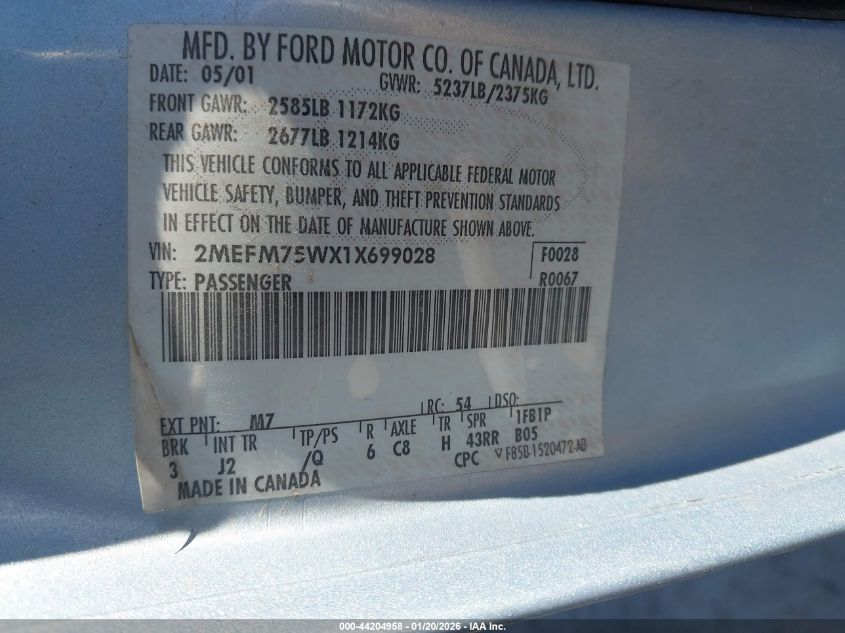 MFD. BY FORD MOTOR CO. OF CANADA, LTD.
DATE: 05/01 GVWR: 5237LB/2375KG
FRONT GAWR: 2585LB 1172KG
REAR GAWR: 2677LB 1214KG
THIS VEHICLE CONFORMS TO ALL APPLICABLE FEDERAL MOTOR
VEHICLE SAFETY, BUMPER, AND THEFT PREVENTION STANDARDS
IN EFFECT ON THE DATE OF MANUFACTURE SHOWN ABOVE.
VIN: 2MEFM75WX1X699028 F0028
TYPE: PASSENGER R0067
EXT PNT: M7 RC: 54 DSO:
BRK INT TR TP/PS R AXLE TR SPR 1FB1P
3 J2 /Q 6 C8 H 43RR B05
MADE IN CANADA CPC F85B-1520472-AB
000-44204958 - 01/20/2026 - IAA Inc.